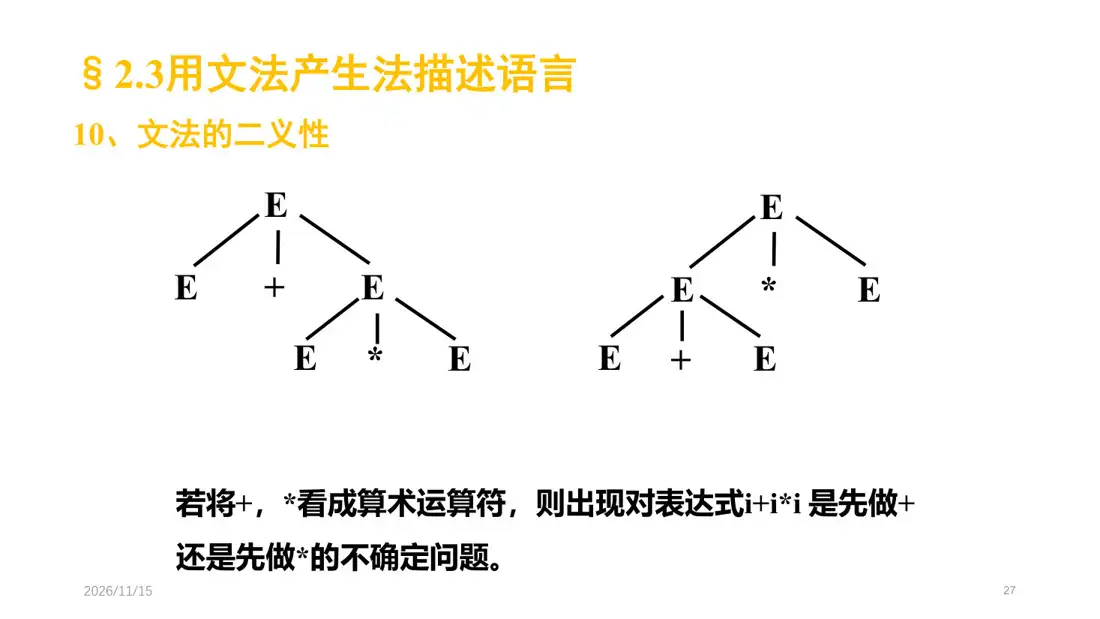 §2.3用文法产生法描述语言
10、文法的二义性
E E
E + E E * E
E * E E + E
若将+，*看成算术运算符，则出现对表达式i+i*i 是先做+
还是先做*的不确定问题。
2026/11/15 27